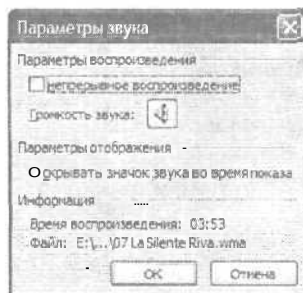 Параметры звука
Параметры воспроизведения
Непрерывное воспроизведение
Громкость звука:
Параметры отображения
Скрывать значок звука во время показа
Информация
Время воспроизведения: 03:53
Файл: E:\...\07 La Silente Riva.wma
ОК Отмена